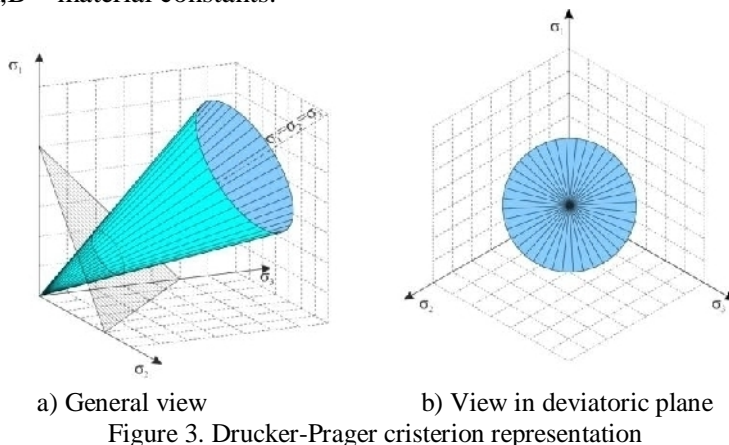 ,B – material constants.
σ₁
σ₁=σ₂=σ₃
σ₃
σ₂
σ₁
σ₂
σ₃
a) General view
b) View in deviatoric plane
Figure 3. Drucker-Prager cristerion representation